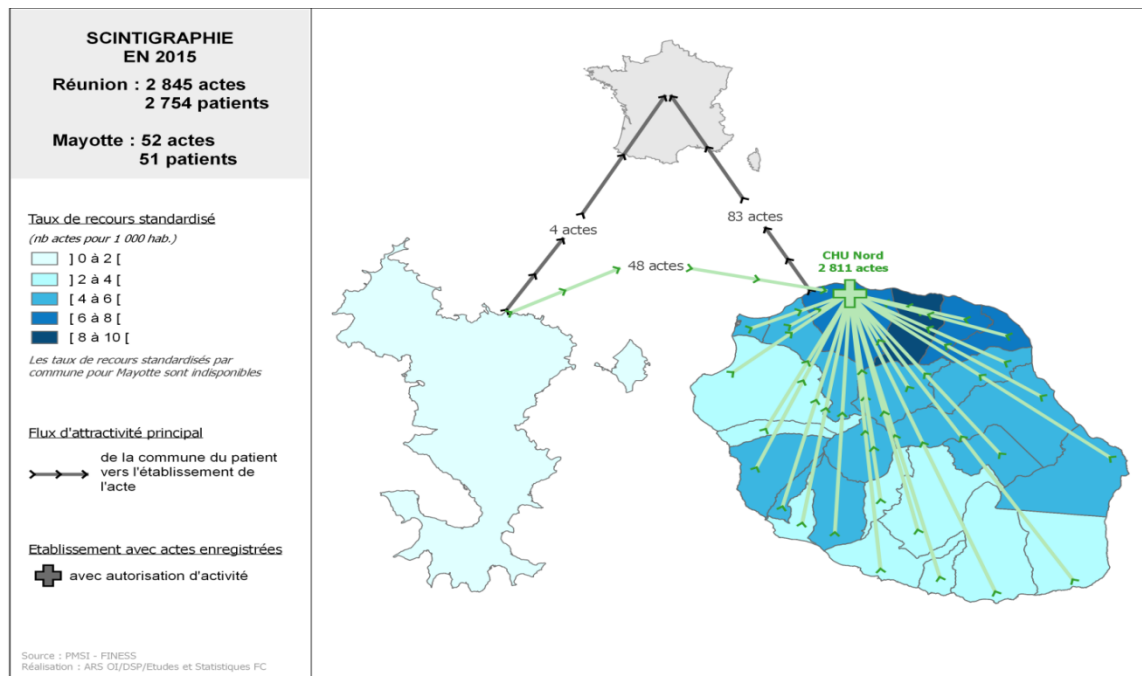 SCINTIGRAPHIE
EN 2015
Réunion : 2 845 actes
2 754 patients
Mayotte : 52 actes
51 patients
Taux de recours standardisé
(nb actes pour 1 000 hab.)
] 0 à 2 [
] 2 à 4 [
[ 4 à 6 [
[ 6 à 8 [
[ 8 à 10 [
Les taux de recours standardisés par
commune pour Mayotte sont indisponibles
Flux d'attractivité principal
de la commune du patient
vers l'établissement de
l'acte
Etablissement avec actes enregistrées
avec autorisation d'activité
Source : PMSI - FINESS
Réalisation : ARS OI/DSP/Etudes et Statistiques FC
4 actes
83 actes
48 actes
CHU Nord
2 811 actes